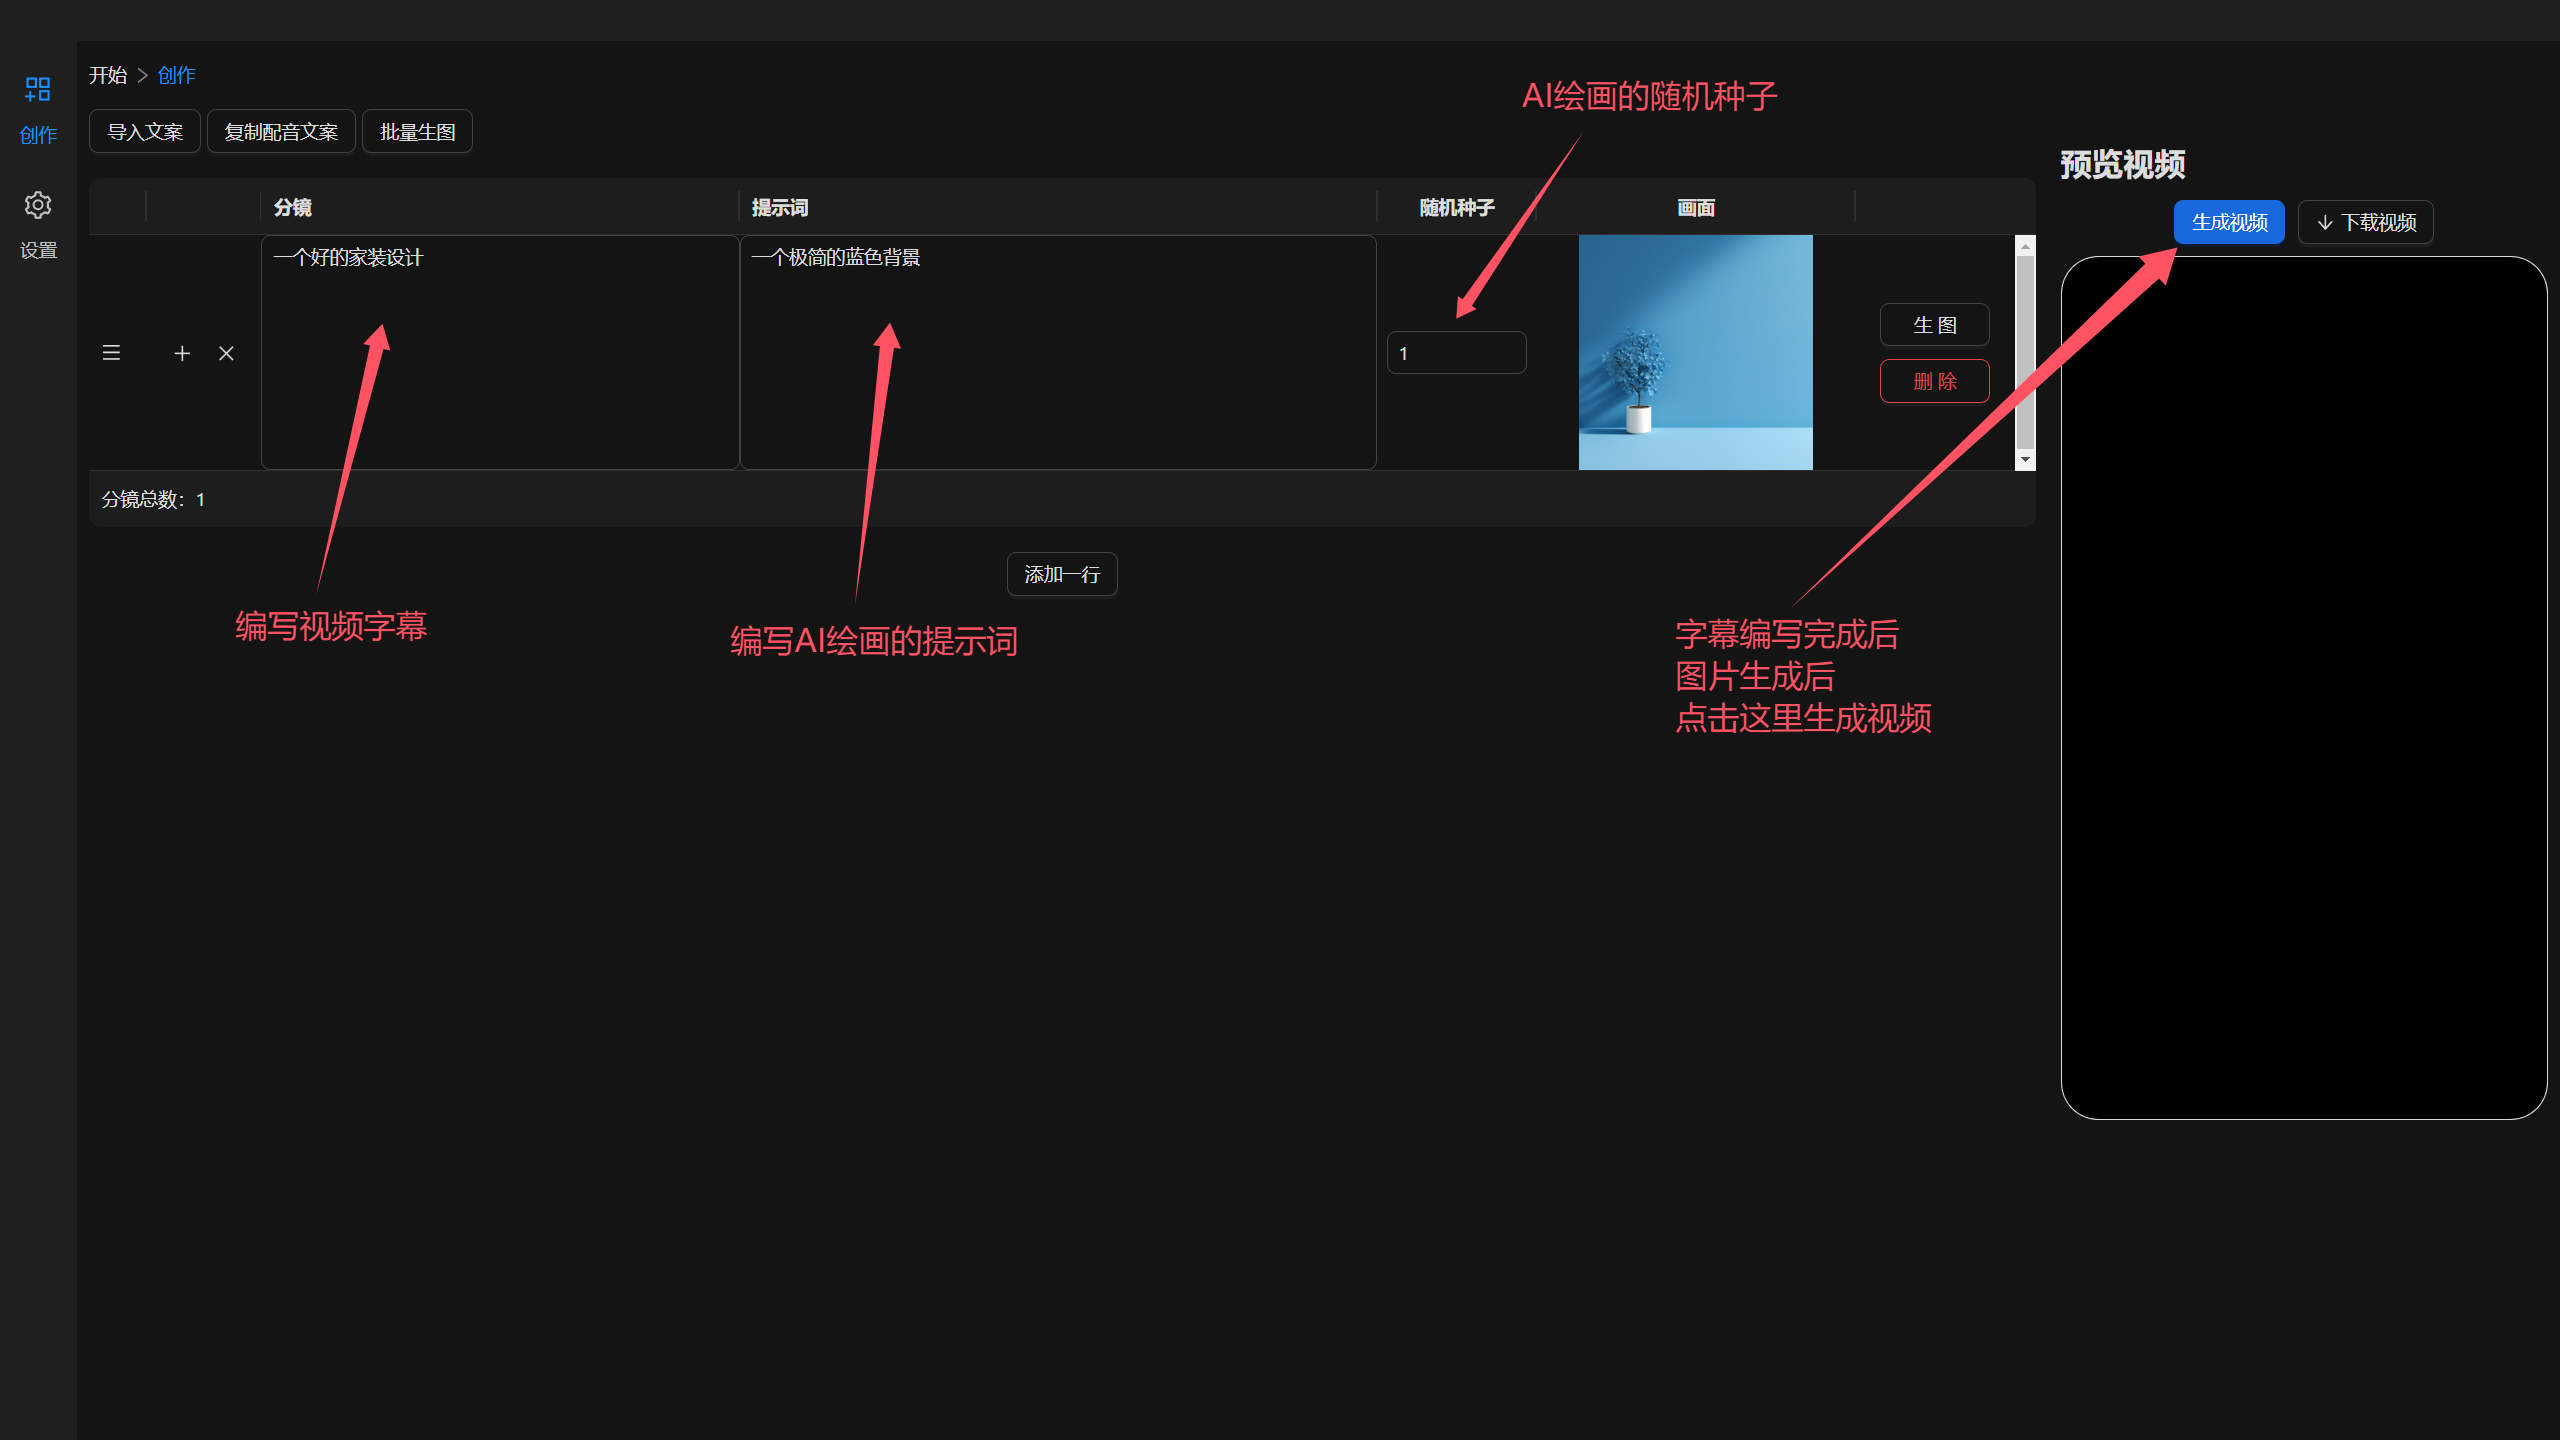 开始 > 创作
创作
设置
导入文案 复制配音文案 批量生图
AI绘画的随机种子
预览视频
生成视频 下载视频
分镜 提示词 随机种子 画面
一个好的家装设计 一个极简的蓝色背景
1
生 图
删 除
分镜总数：1
添加一行
编写视频字幕
编写AI绘画的提示词
字幕编写完成后
图片生成后
点击这里生成视频